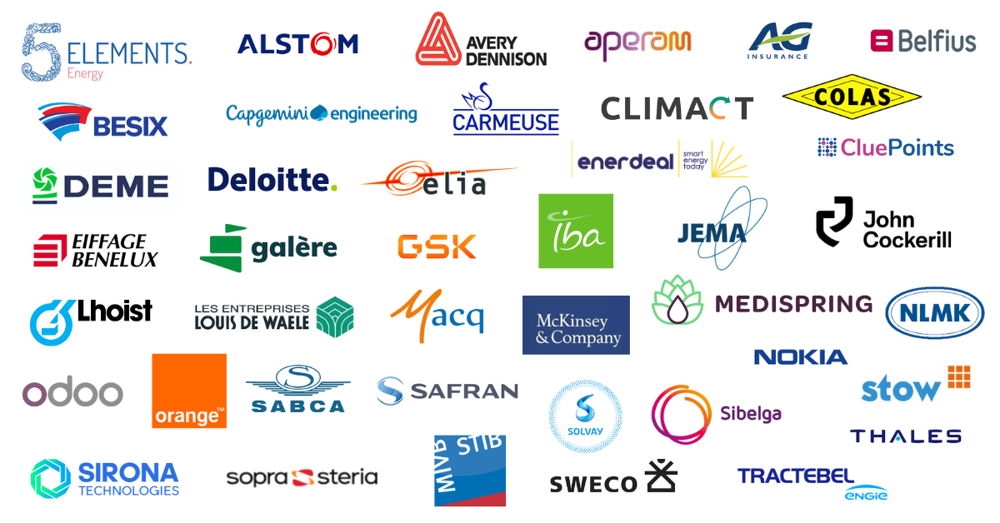 5 ELEMENTS.
Energy
ALSTOM
AVERY
DENNISON
aperam
AG
INSURANCE
Belfius
BESIX
Capgemini engineering
CARMEUSE
CLIMACT
COLAS
CluePoints
enerdeal
smart
energy
today
DEME
Deloitte.
elia
iba
JEMA
John
Cockerill
EIFFAGE
BENELUX
galère
GSK
Lhoist
LES ENTREPRISES
LOUIS DE WAELE
Macq
McKinsey
& Company
MEDISPRING
NLMK
NOKIA
odoo
orange™
SABCA
SAFRAN
SOLVAY
Sibelga
stow
THALES
SIRONA
TECHNOLOGIES
sopra steria
MIVB
STIB
SWECO
TRACTEBEL
ENGIE